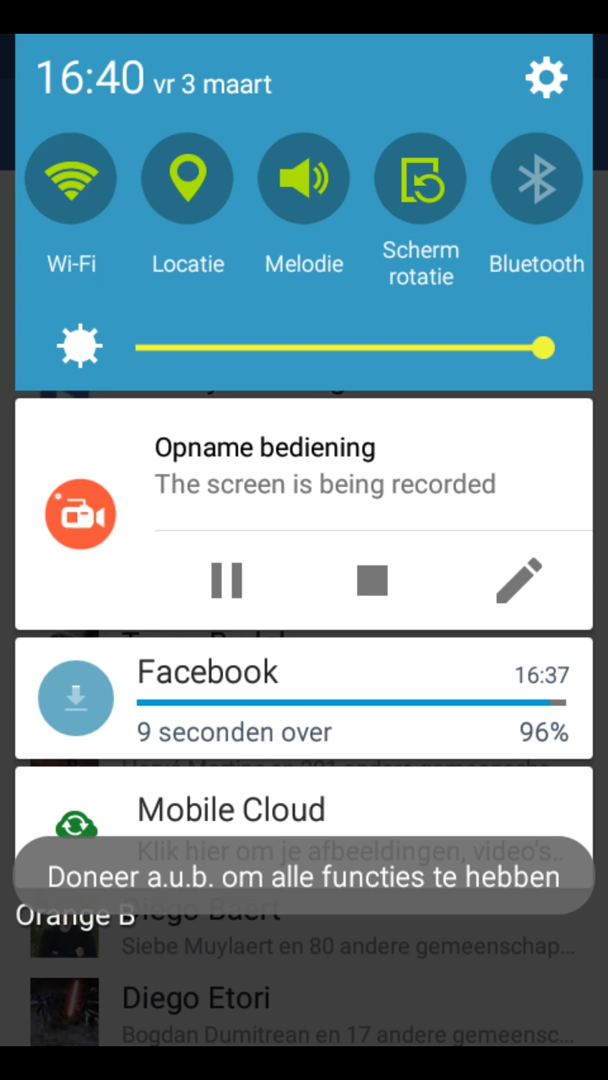 16:40 vr 3 maart
Wi-Fi
Locatie
Melodie
Scherm
rotatie
Bluetooth
Opname bediening
The screen is being recorded
Facebook 16:37
9 seconden over 96%
Mobile Cloud
Klik hier om je afbeeldingen, video's..
Doneer a.u.b. om alle functies te hebben
Orange B
Diego Baert
Siebe Muylaert en 80 andere gemeenschap...
Diego Etori
Bogdan Dumitrean en 17 andere gemeensc...